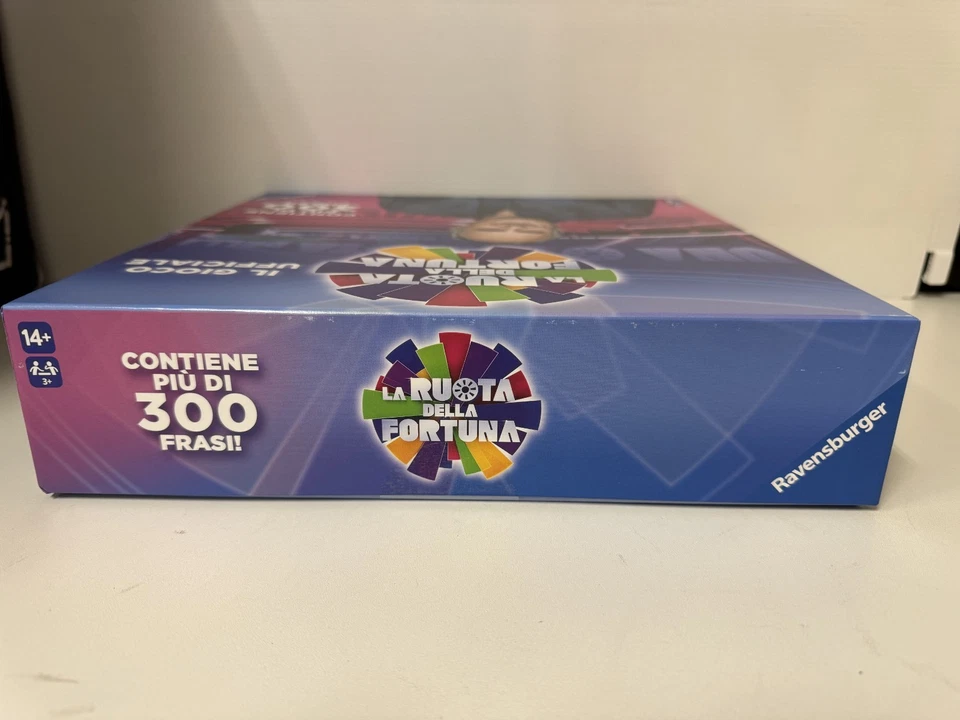 IL GIOCO
UFFICIALE
LA RUOTA
DELLA
FORTUNA
14+
3+
CONTIENE
PIÙ DI
300
FRASI!
LA RUOTA
DELLA
FORTUNA
Ravensburger